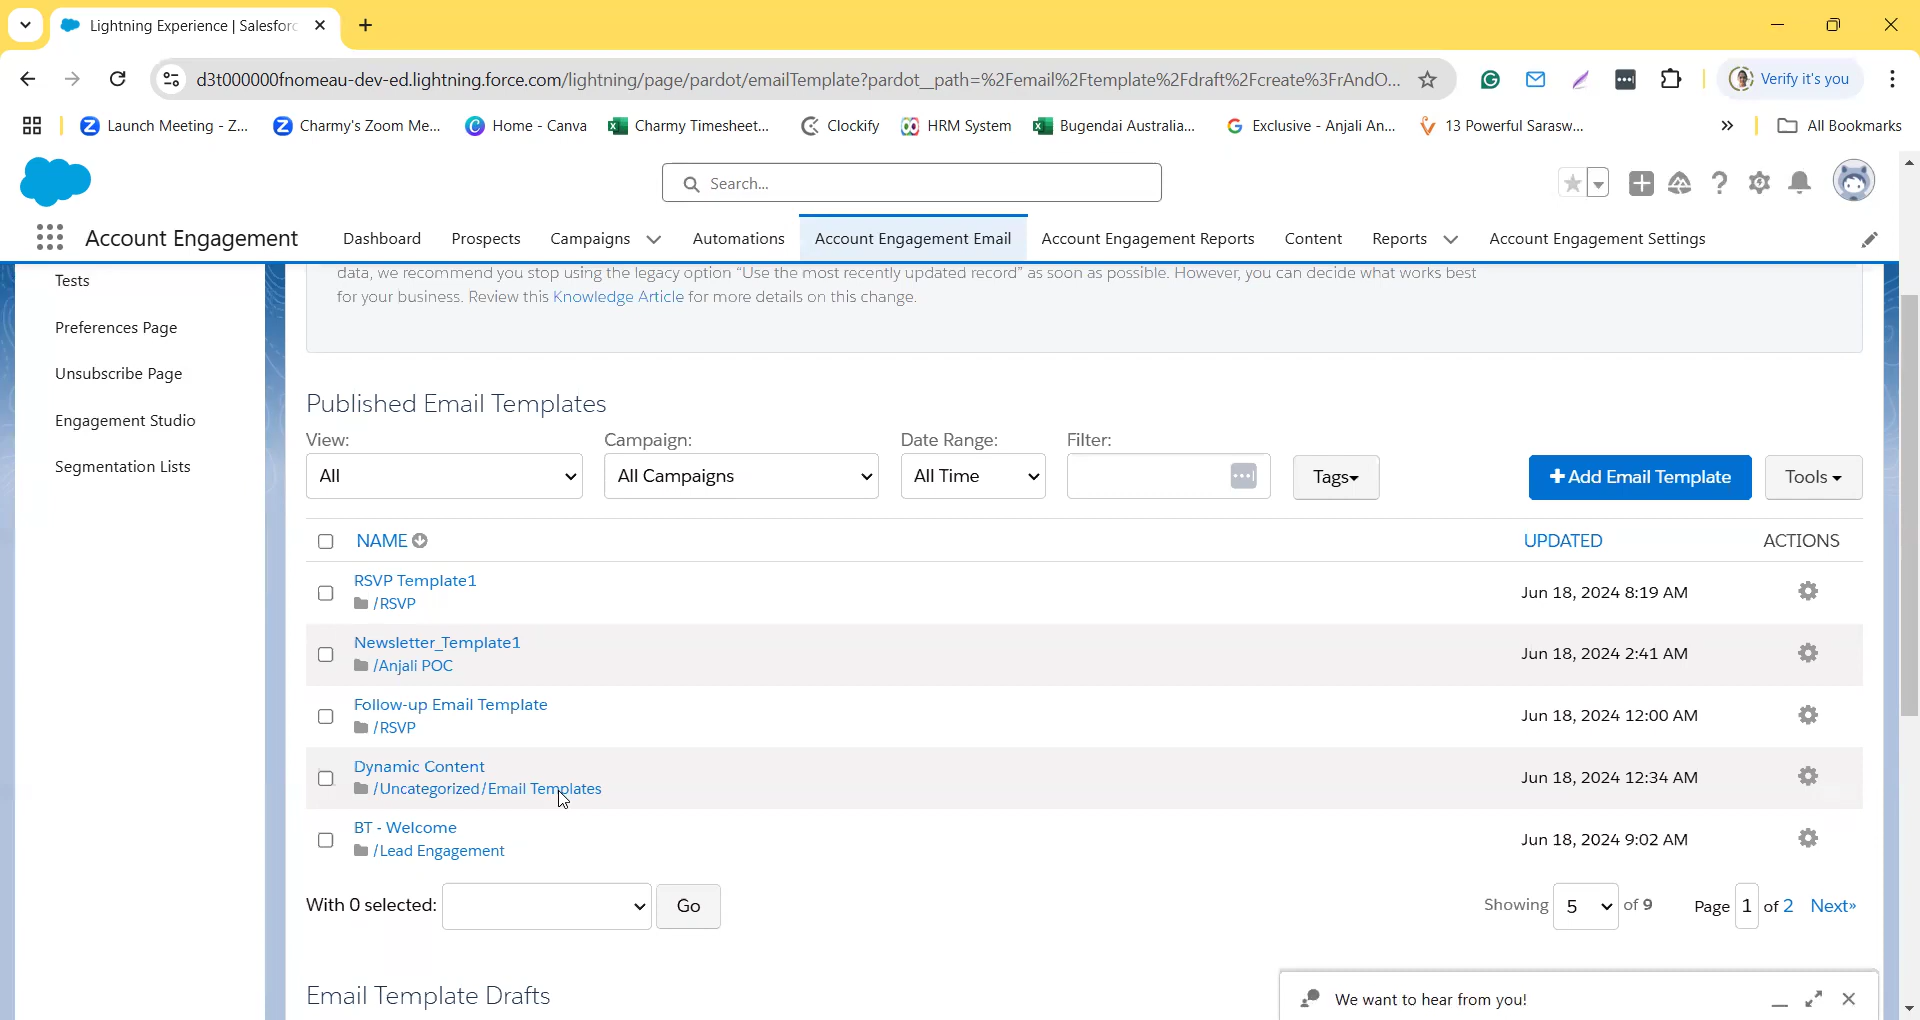 Lightning Experience | Salesforc
d3t000000fnomeau-dev-ed.lightning.force.com/lightning/page/pardot/emailTemplate?pardot__path=%2Femail%2Ftemplate%2Fdraft%2Fcreate%3FrAndO...
Verify it's you
Launch Meeting - Z...
Charmy's Zoom Me...
Home - Canva
Charmy Timesheet...
Clockify
HRM System
Bugendai Australia...
Exclusive - Anjali An...
13 Powerful Sarasw...
All Bookmarks
Search...
Account Engagement
Dashboard
Prospects
Campaigns
Automations
Account Engagement Email
Account Engagement Reports
Content
Reports
Account Engagement Settings
Tests
Preferences Page
Unsubscribe Page
Engagement Studio
Segmentation Lists
data, we recommend you stop using the legacy option "Use the most recently updated record" as soon as possible. However, you can decide what works best
for your business. Review this Knowledge Article for more details on this change.
Published Email Templates
View:
All
Campaign:
All Campaigns
Date Range:
All Time
Filter:
Tags
+ Add Email Template
Tools
NAME
UPDATED
ACTIONS
RSVP Template1
/RSVP
Jun 18, 2024 8:19 AM
Newsletter_Template1
/Anjali POC
Jun 18, 2024 2:41 AM
Follow-up Email Template
/RSVP
Jun 18, 2024 12:00 AM
Dynamic Content
/Uncategorized/Email Templates
Jun 18, 2024 12:34 AM
BT - Welcome
/Lead Engagement
Jun 18, 2024 9:02 AM
With 0 selected:
Go
Showing 5 of 9
Page 1 of 2 Next»
Email Template Drafts
We want to hear from you!